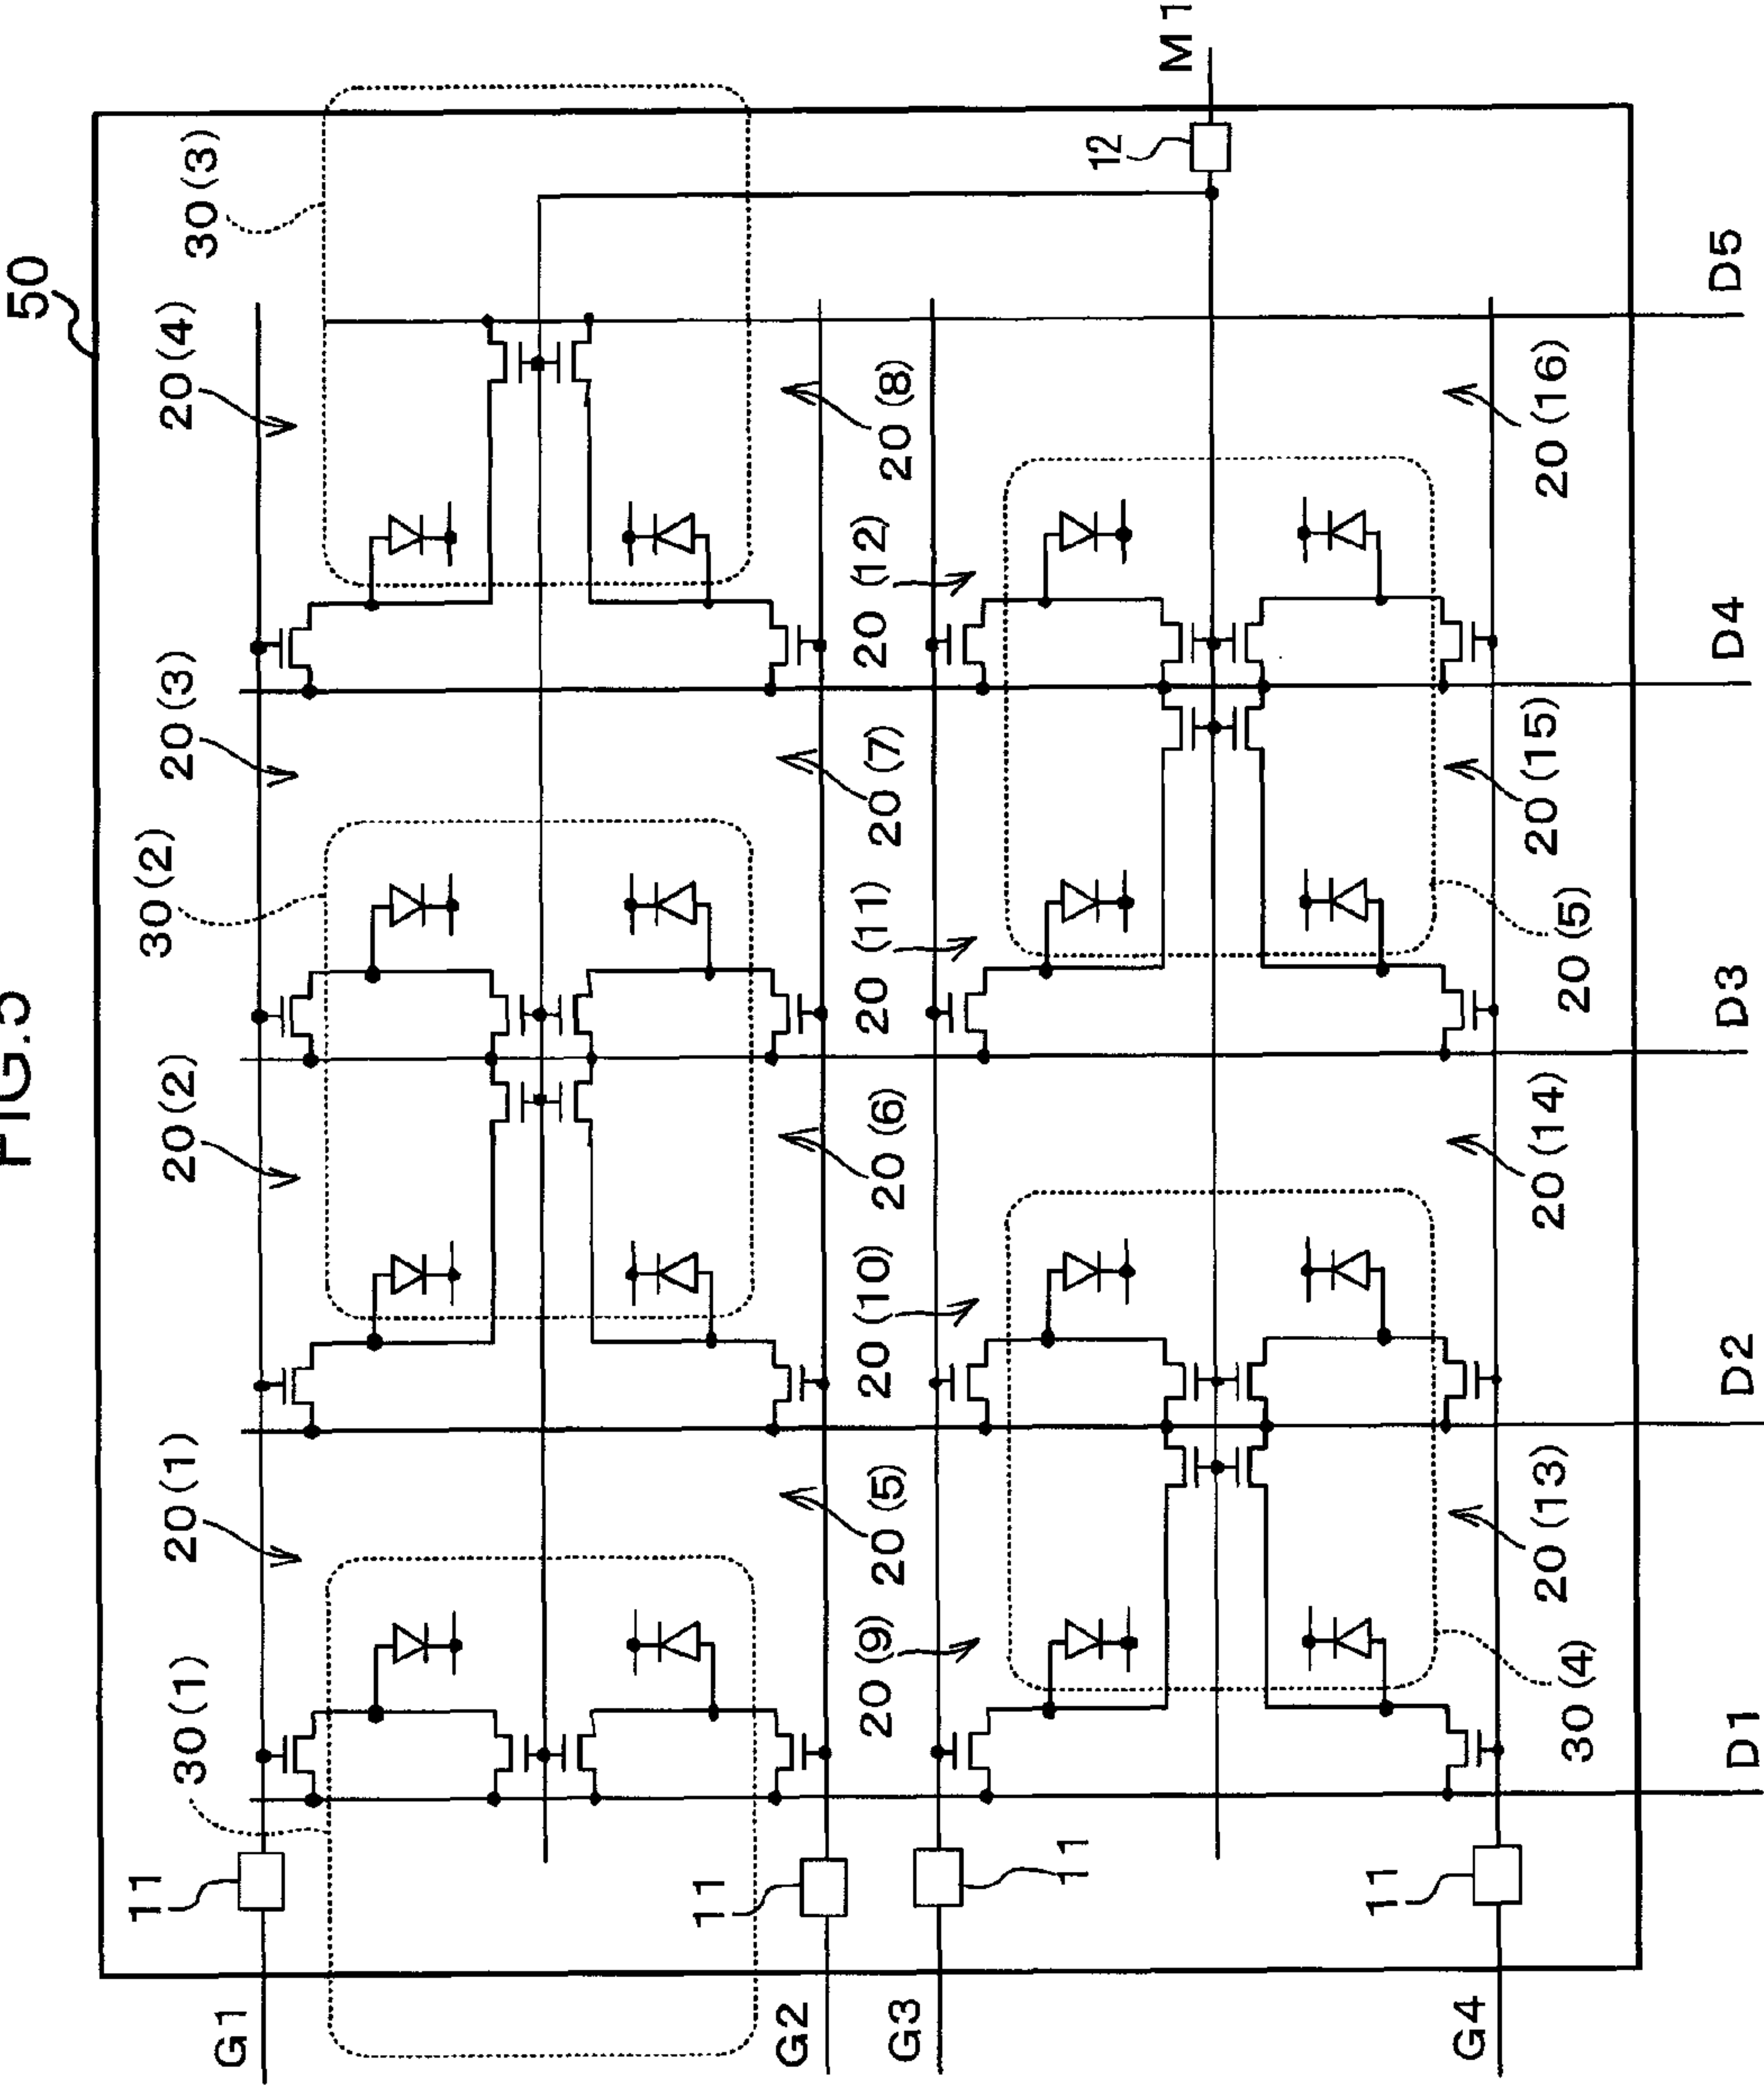 FIG.5
50
30(1)
20(1)
20(2)
30(2)
20(3)
20(4)
30(3)
G1
11
G2
11
20(5)
20(6)
20(7)
20(8)
G3
11
20(9)
20(10)
20(11)
20(12)
12
M1
G4
11
30(4)
20(13)
20(14)
20(5)
20(15)
20(16)
D1
D2
D3
D4
D5